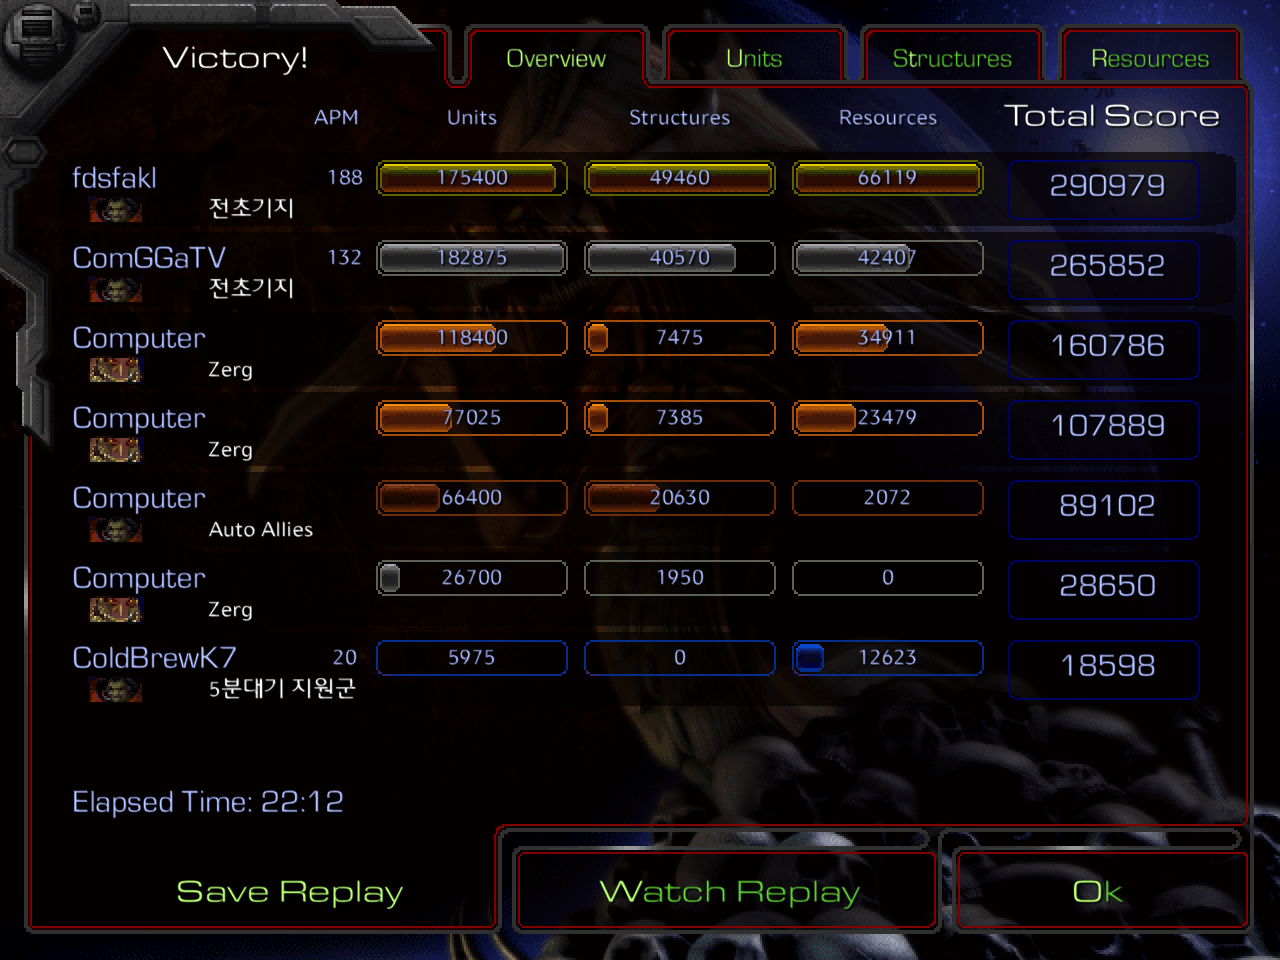 Victory! Overview Units Structures Resources
APM Units Structures Resources Total Score
fdsfakl 188 175400 49460 66119 290979
전초기지
ComGGaTV 132 182875 40570 42407 265852
전초기지
Computer 118400 7475 34911 160786
Zerg
Computer 77025 7385 23479 107889
Zerg
Computer 66400 20630 2072 89102
Auto Allies
Computer 26700 1950 0 28650
Zerg
ColdBrewK7 20 5975 0 12623 18598
5분대기 지원군
Elapsed Time: 22:12
Save Replay Watch Replay Ok